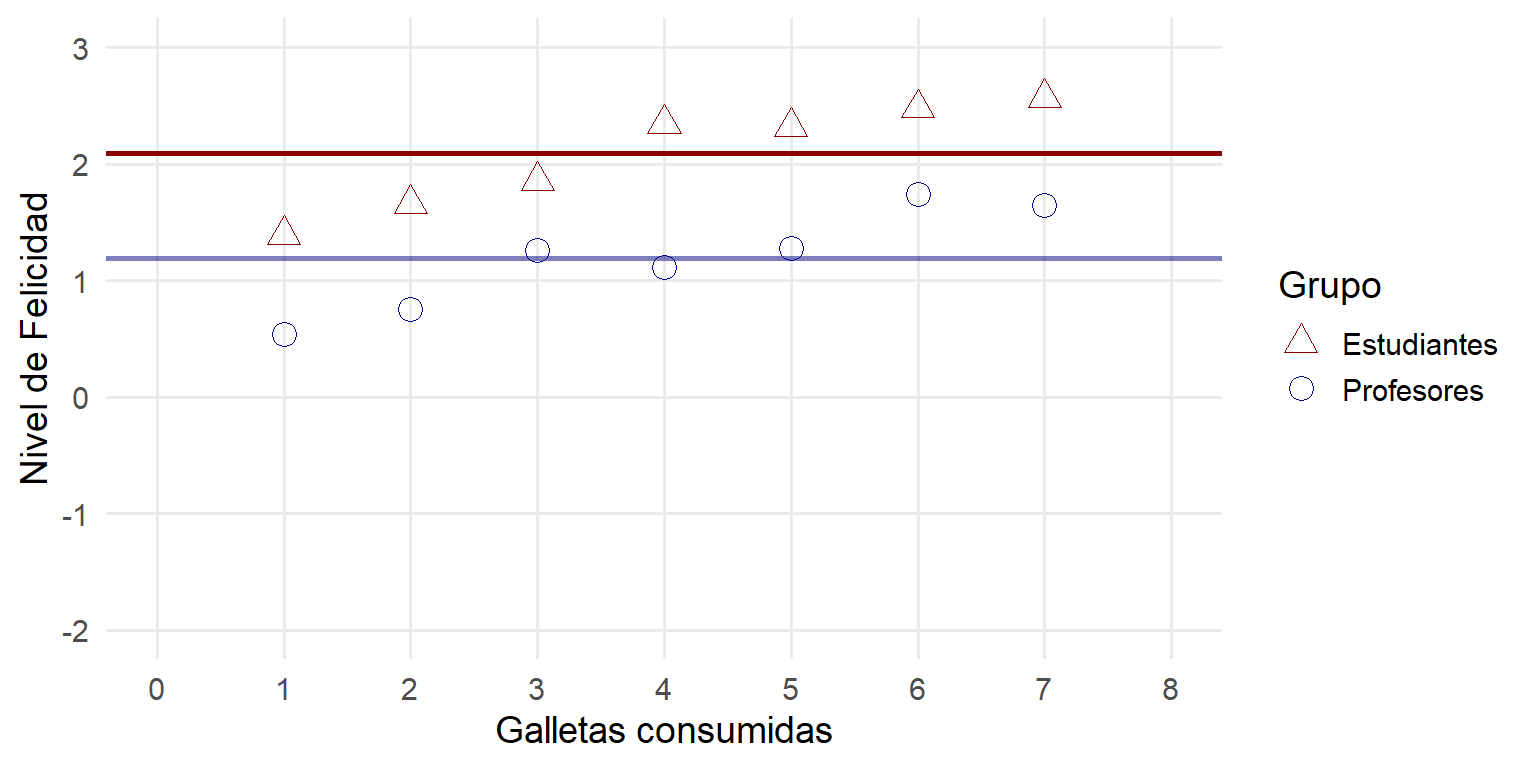 3
2
1
0
-1
-2
Nivel de Felicidad
0 1 2 3 4 5 6 7 8
Galletas consumidas
Grupo
Estudiantes
Profesores